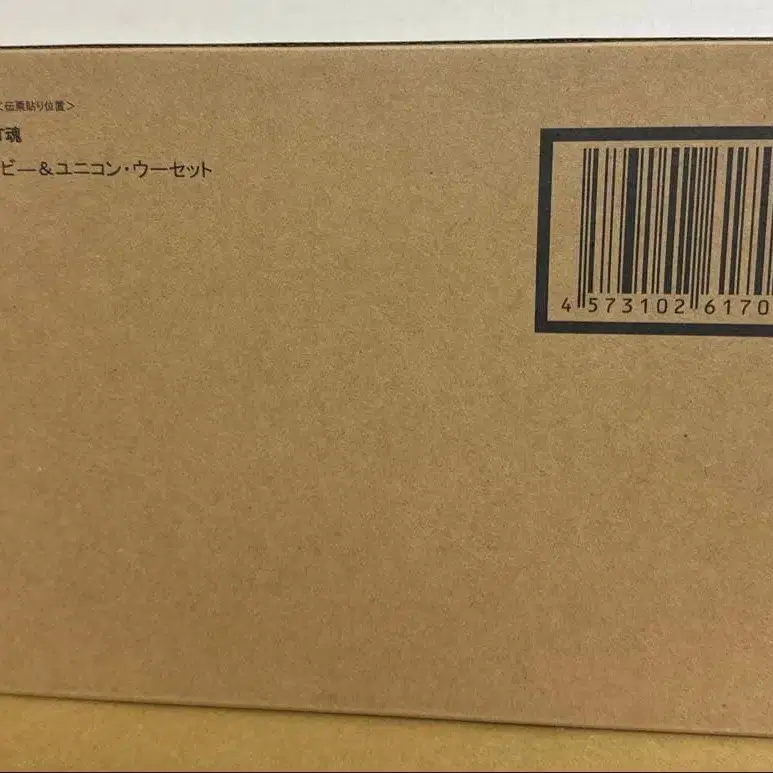 <伝票貼り位置>
魂
ビー&ユニコン・ウーセット
4 573102 6170